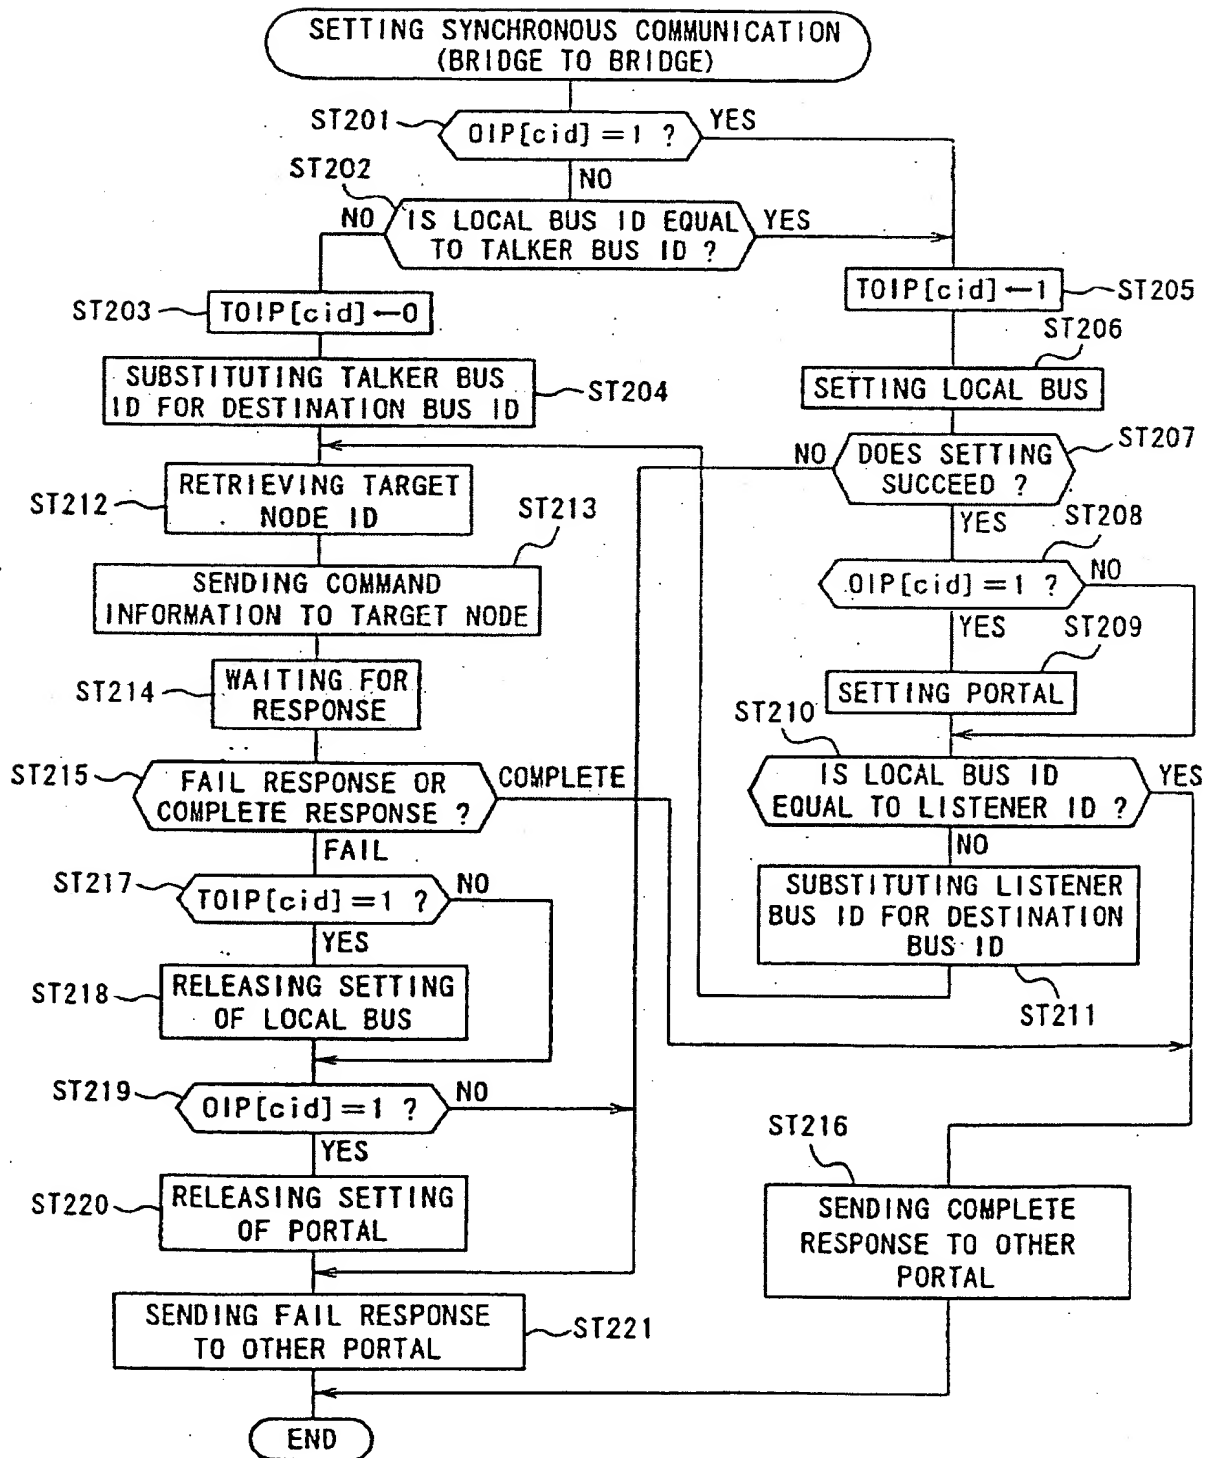 SETTING SYNCHRONOUS COMMUNICATION
(BRIDGE TO BRIDGE)
ST201
OIP[cid]=1 ?
YES
NO
ST202
IS LOCAL BUS ID EQUAL
TO TALKER BUS ID ?
NO
YES
ST203
TOIP[cid]←0
TOIP[cid]←1
ST205
SUBSTITUTING TALKER BUS
ID FOR DESTINATION BUS ID
ST204
ST206
SETTING LOCAL BUS
ST207
DOES SETTING
SUCCEED ?
NO
YES
ST212
RETRIEVING TARGET
NODE ID
ST213
SENDING COMMAND
INFORMATION TO TARGET NODE
ST208
OIP[cid]=1 ?
NO
YES
ST209
SETTING PORTAL
ST214
WAITING FOR
RESPONSE
ST210
IS LOCAL BUS ID
EQUAL TO LISTENER ID ?
YES
NO
ST215
FAIL RESPONSE OR
COMPLETE RESPONSE ?
COMPLETE
FAIL
SUBSTITUTING LISTENER
BUS ID FOR DESTINATION
BUS ID
ST211
ST217
TOIP[cid]=1 ?
NO
YES
ST218
RELEASING SETTING
OF LOCAL BUS
ST219
OIP[cid]=1 ?
NO
YES
ST220
RELEASING SETTING
OF PORTAL
ST216
SENDING COMPLETE
RESPONSE TO OTHER
PORTAL
SENDING FAIL RESPONSE
TO OTHER PORTAL
ST221
END